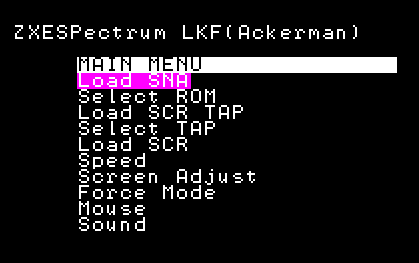 ZXESPectrum LKF(Ackerman)
MAIN MENU
Load SNA
Select ROM
Load SCR TAP
Select TAP
Load SCR
Speed
Screen Adjust
Force Mode
Mouse
Sound